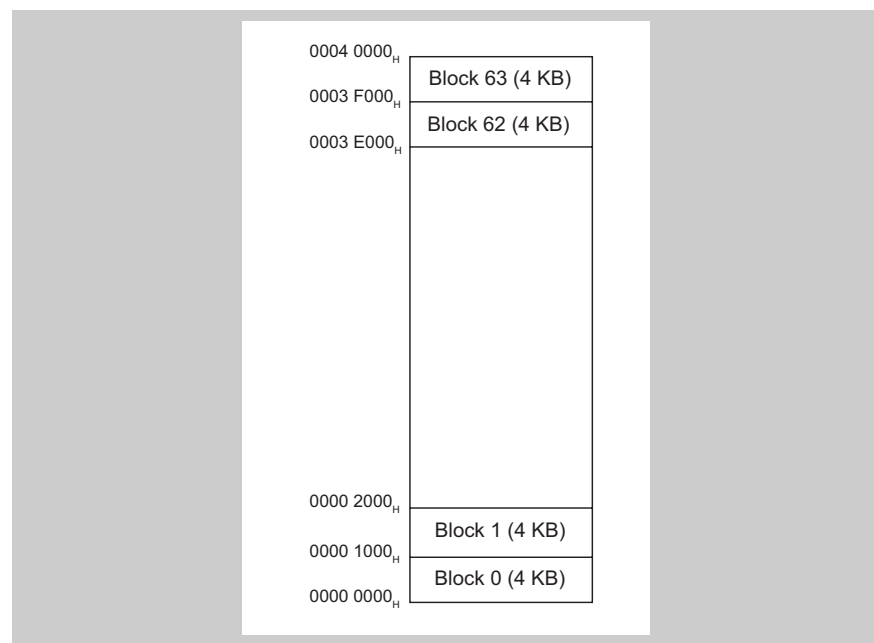 0004 0000H
Block 63 (4 KB)
0003 F000H
Block 62 (4 KB)
0003 E000H
0000 2000H
Block 1 (4 KB)
0000 1000H
Block 0 (4 KB)
0000 0000H